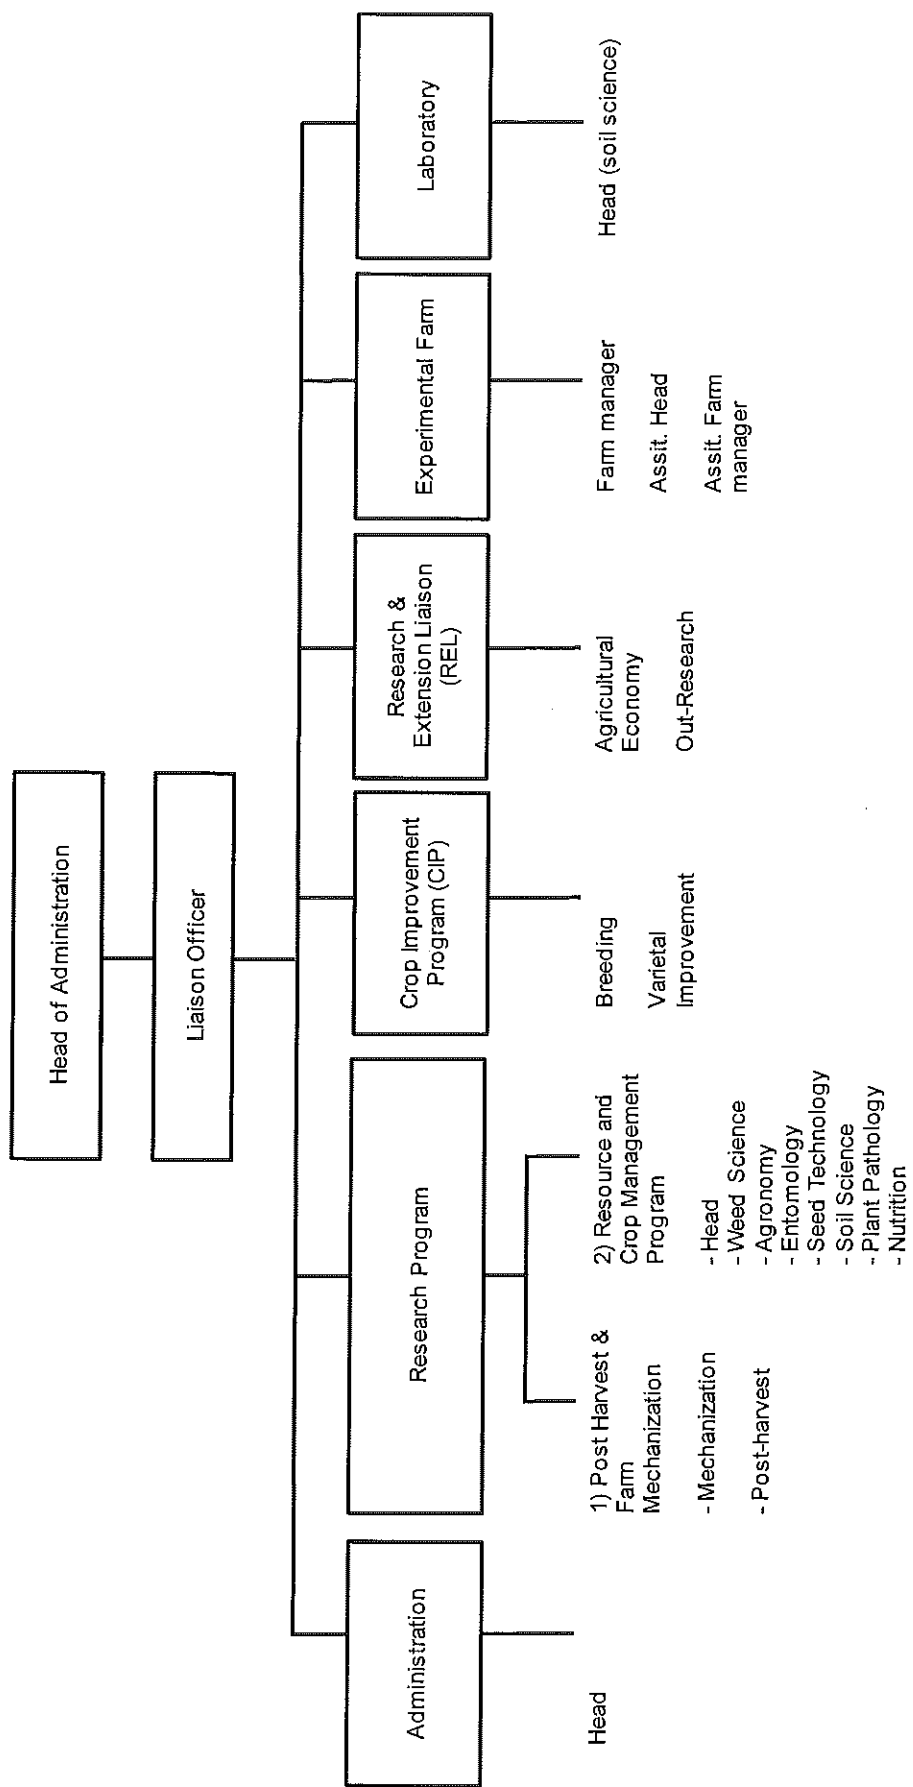 Head of Administration
Liaison Officer
Administration
Research Program
Crop Improvement
Program (CIP)
Research &
Extension Liaison
(REL)
Experimental Farm
Laboratory
Head
1) Post Harvest &
Farm
Mechanization
- Mechanization
- Post-harvest
2) Resource and
Crop Management
Program
- Head
- Weed Science
- Agronomy
- Entomology
- Seed Technology
- Soil Science
- Plant Pathology
- Nutrition
Breeding
Varietal
Improvement
Agricultural
Economy
Out-Research
Farm manager
Assit. Head
Assit. Farm
manager
Head (soil science)